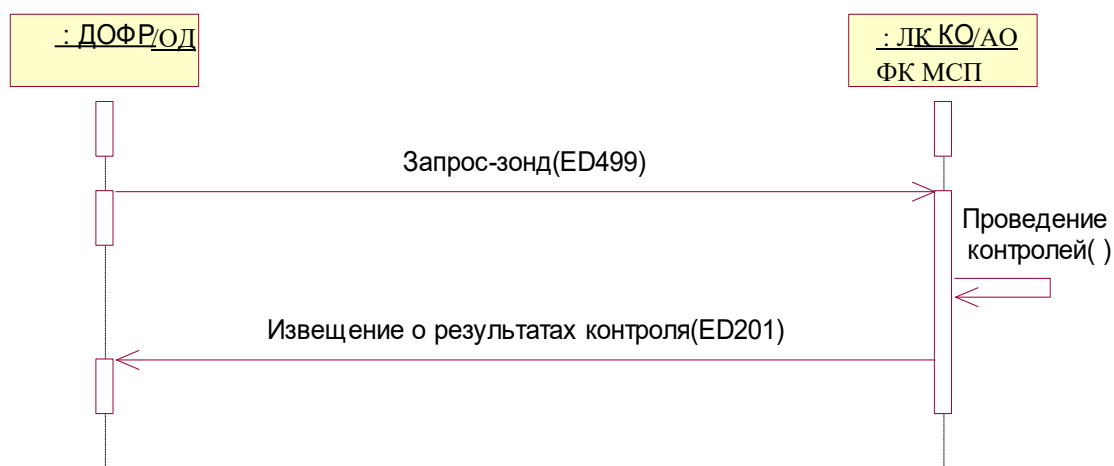 : ДОФР/ОД
: ЛК КО/АО
ФК МСП
Запрос-зонд(ED499)
Проведение
контролей( )
Извещение о результатах контроля(ED201)